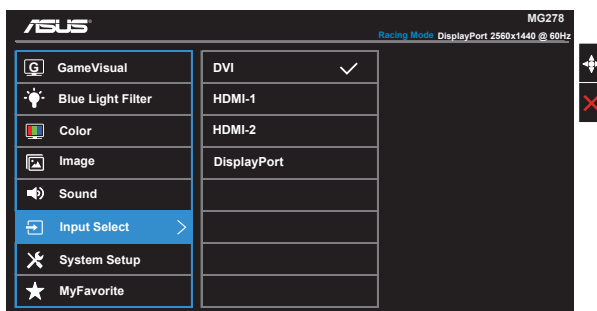 ASUS
MG278
Racing Mode DisplayPort 2560x1440 @ 60Hz
G GameVisual
Blue Light Filter
Color
Image
Sound
Input Select
System Setup
MyFavorite
DVI
HDMI-1
HDMI-2
DisplayPort